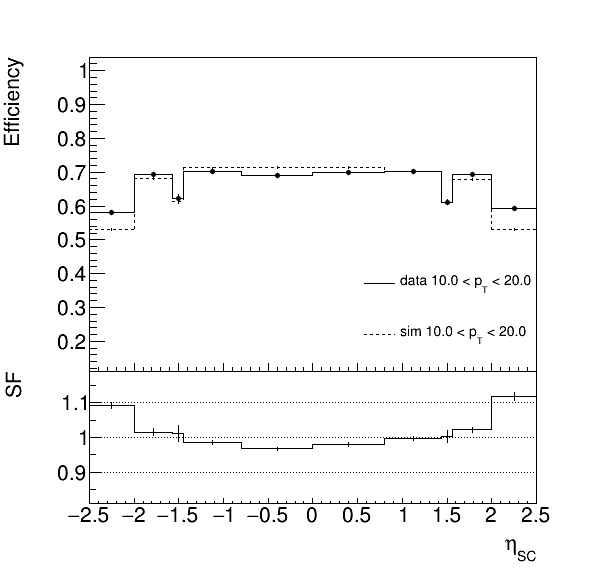 Efficiency
1
0.9
0.8
0.7
0.6
0.5
0.4
0.3
0.2
data 10.0 < p_T < 20.0
sim 10.0 < p_T < 20.0
SF
1.1
1
0.9
−2.5 −2 −1.5 −1 −0.5 0 0.5 1 1.5 2 2.5
η_SC